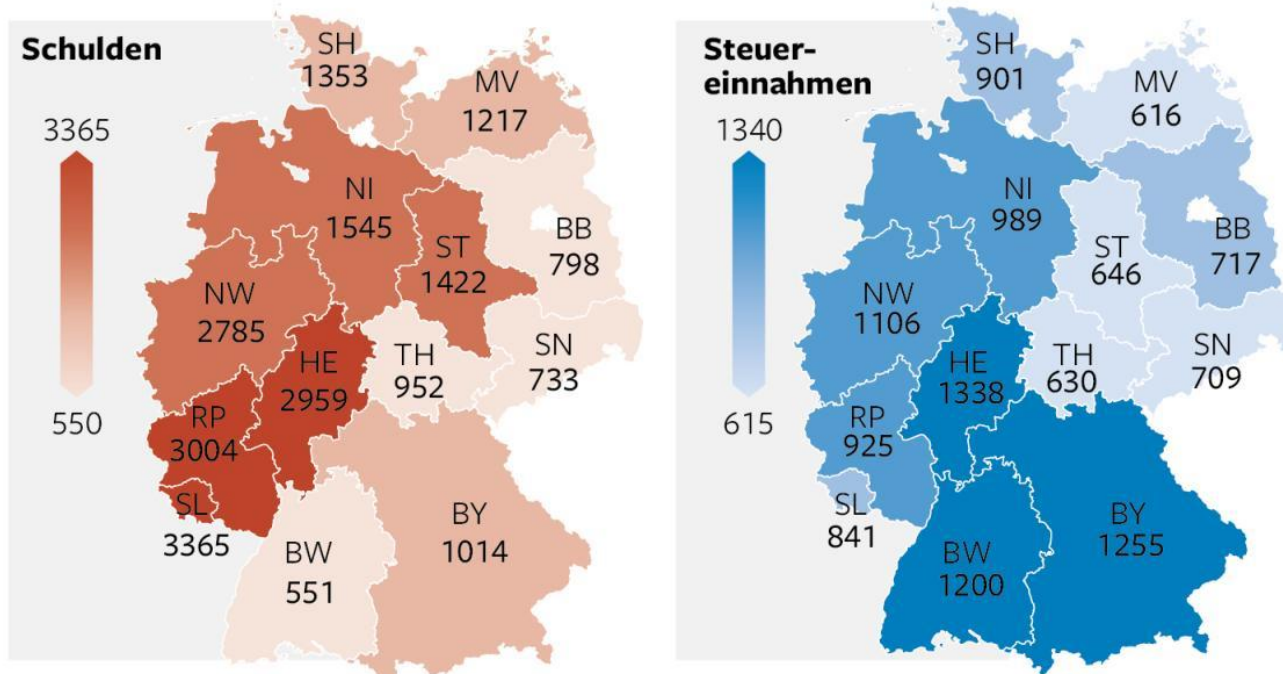 Schulden
3365
550
SH
1353
MV
1217
NI
1545
ST
1422
BB
798
NW
2785
HE
2959
TH
952
SN
733
RP
3004
SL
3365
BW
551
BY
1014
Steuer-
einnahmen
1340
615
SH
901
MV
616
NI
989
ST
646
BB
717
NW
1106
HE
1338
TH
630
SN
709
RP
925
SL
841
BW
1200
BY
1255